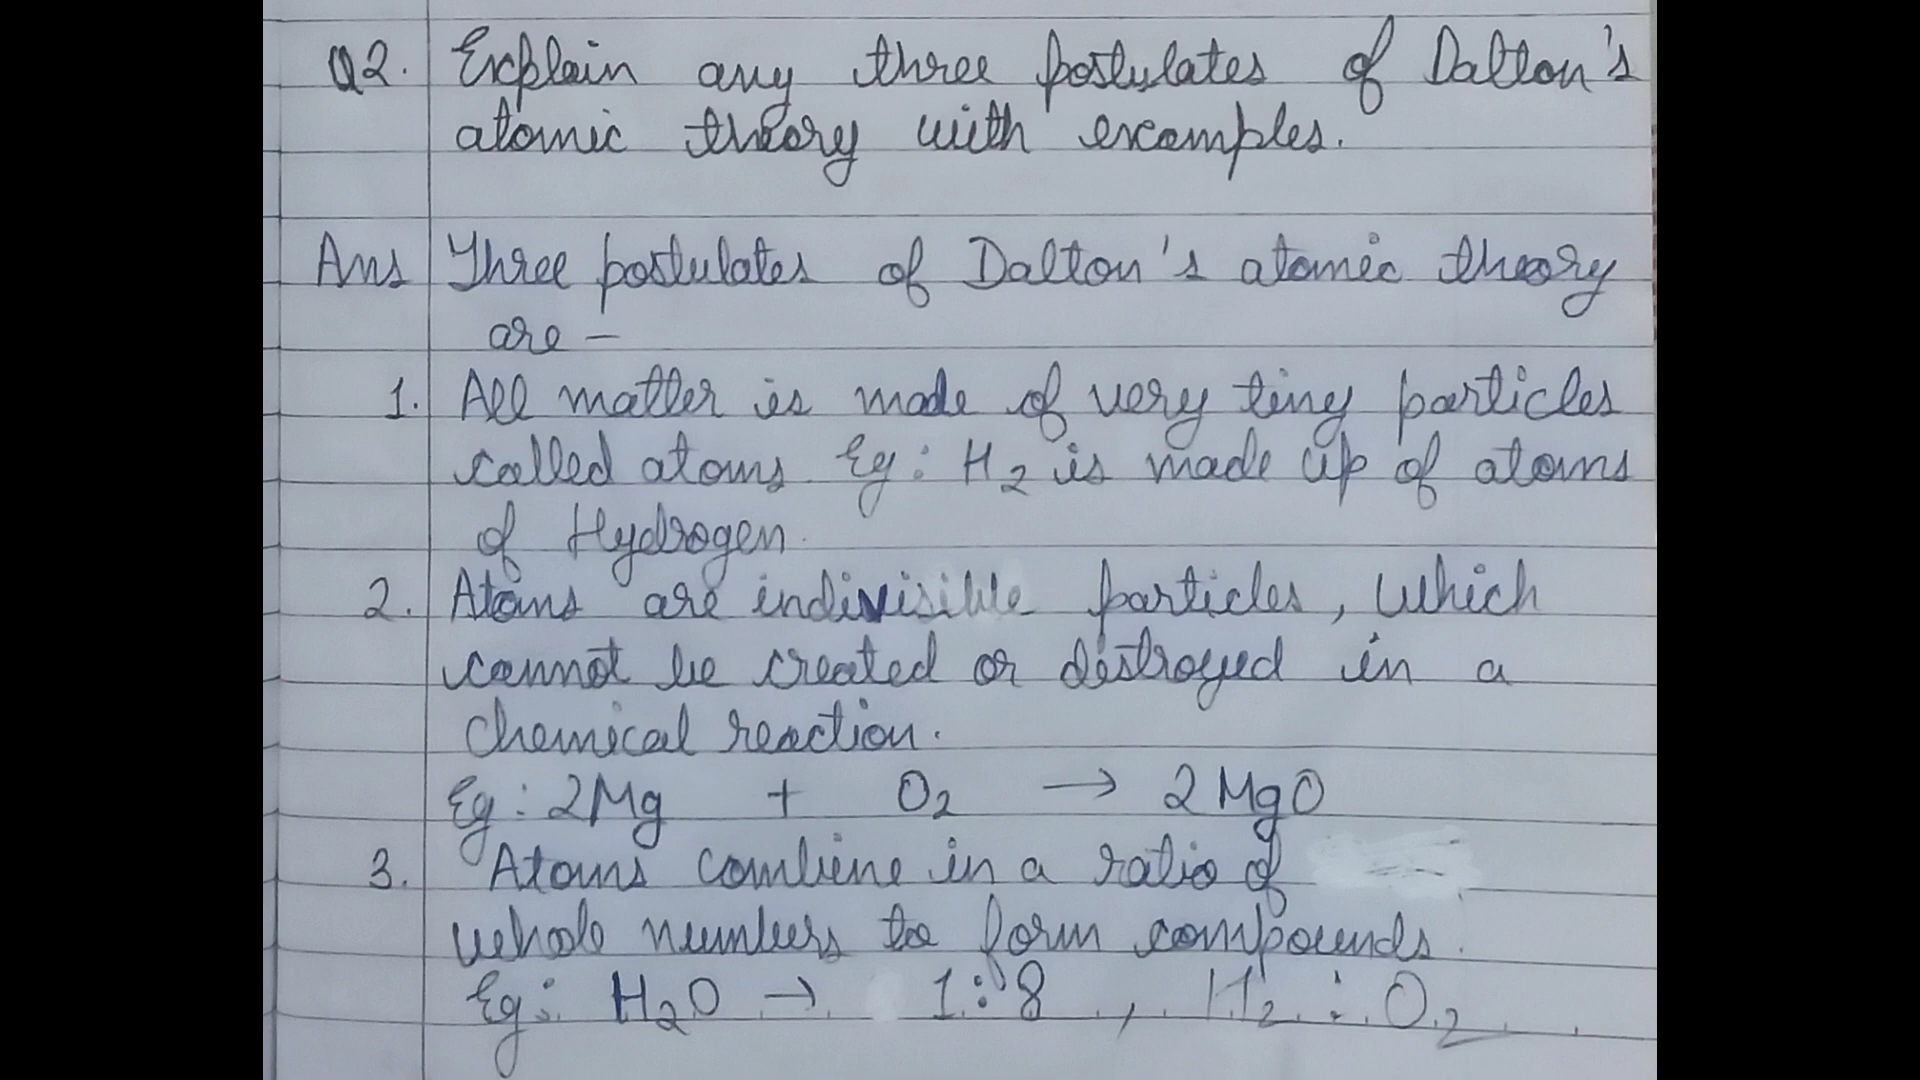 Q2. Explain any three postulates of Dalton's
atomic theory with examples.
Ans Three postulates of Dalton's atomic theory
are –
1. All matter is made of very tiny particles
called atoms. Eg: H2 is made up of atoms
of Hydrogen.
2. Atoms are indivisible particles, which
cannot be created or destroyed in a
chemical reaction.
Eg: 2Mg + O2 → 2MgO
3. Atoms combine in a ratio of
whole numbers to form compounds.
Eg: H2O → 1:8, H2 : O2